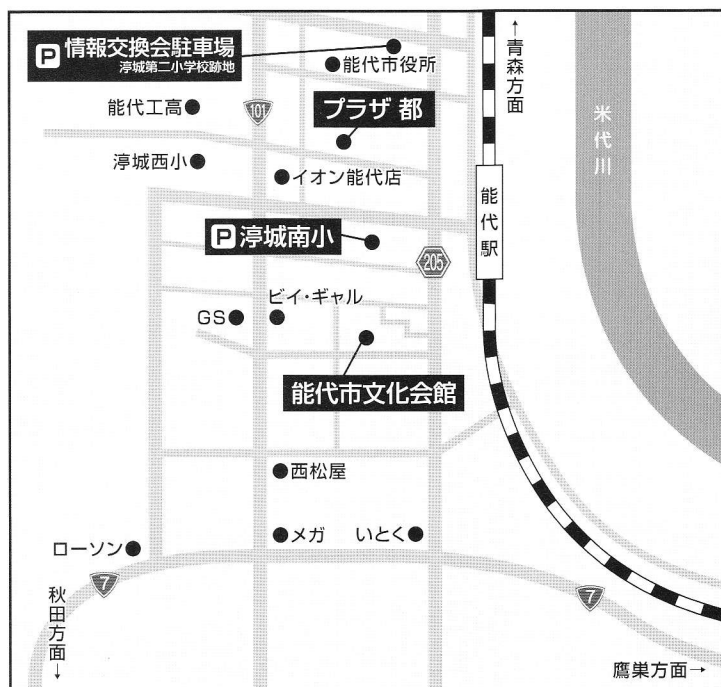 P 情報交換会駐車場
渟城第二小学校跡地
↑青森方面
能代市役所
能代工高
101
プラザ 都
米代川
渟城西小
イオン能代店
能代駅
P 渟城南小
205
ビイ・ギャル
GS
能代市文化会館
西松屋
メガ
いとく
ローソン
7
7
秋田方面↓
鷹巣方面→